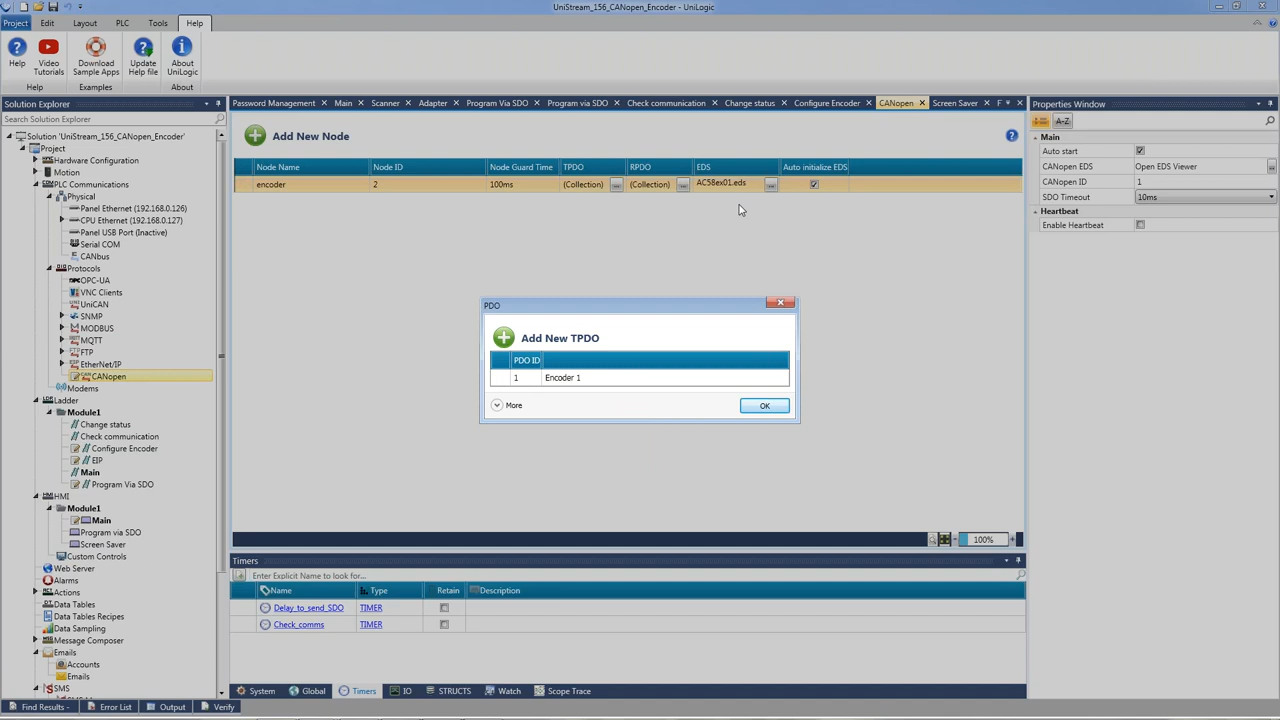 UniStream_156_CANopen_Encoder - UniLogic
Project Edit Layout PLC Tools Help
Help Video Tutorials Download Sample Apps Update Help file About UniLogic
Help Examples About
Solution Explorer
Search Solution Explorer
Solution 'UniStream_156_CANopen_Encoder'
Project
Hardware Configuration
Motion
PLC Communications
Physical
Panel Ethernet (192.168.0.126)
CPU Ethernet (192.168.0.127)
Panel USB Port (Inactive)
Serial COM
CANbus
Protocols
OPC-UA
VNC Clients
UniCAN
SNMP
MODBUS
MQTT
FTP
EtherNet/IP
CANopen
Modems
Ladder
Module1
Change status
Check communication
Configure Encoder
EIP
Main
Program Via SDO
HMI
Module1
Main
Program via SDO
Screen Saver
Custom Controls
Web Server
Alarms
Actions
Data Tables
Data Tables Recipes
Data Sampling
Message Composer
Emails
Accounts
Emails
SMS
Password Management Main Scanner Adapter Program Via SDO Program via SDO Check communication Change status Configure Encoder CANopen Screen Saver F
Add New Node
Node Name Node ID Node Guard Time TPDO RPDO EDS Auto initialize EDS
encoder 2 100ms (Collection) ... (Collection) ... AC58ex01.eds ...
PDO
Add New TPDO
PDO ID
1 Encoder 1
More OK
100%
Timers
Enter Explicit Name to look for...
Name Type Retain Description
Delay_to_send_SDO TIMER
Check_comms TIMER
System Global Timers IO STRUCTS Watch Scope Trace
Properties Window
A-Z
Main
Auto start
CANopen EDS Open EDS Viewer ...
CANopen ID 1
SDO Timeout 10ms
Heartbeat
Enable Heartbeat
Find Results - Error List Output Verify